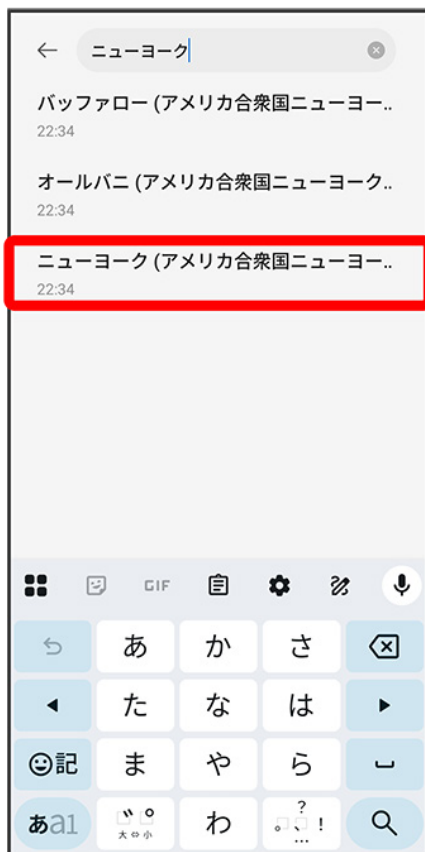 ニューヨーク
バッファロー (アメリカ合衆国ニューヨー..
22:34
オールバニ (アメリカ合衆国ニューヨーク..
22:34
ニューヨーク (アメリカ合衆国ニューヨー..
22:34
GIF
あ か さ
た な は
記 ま や ら
あa1 大⇔小 わ 。、?!…